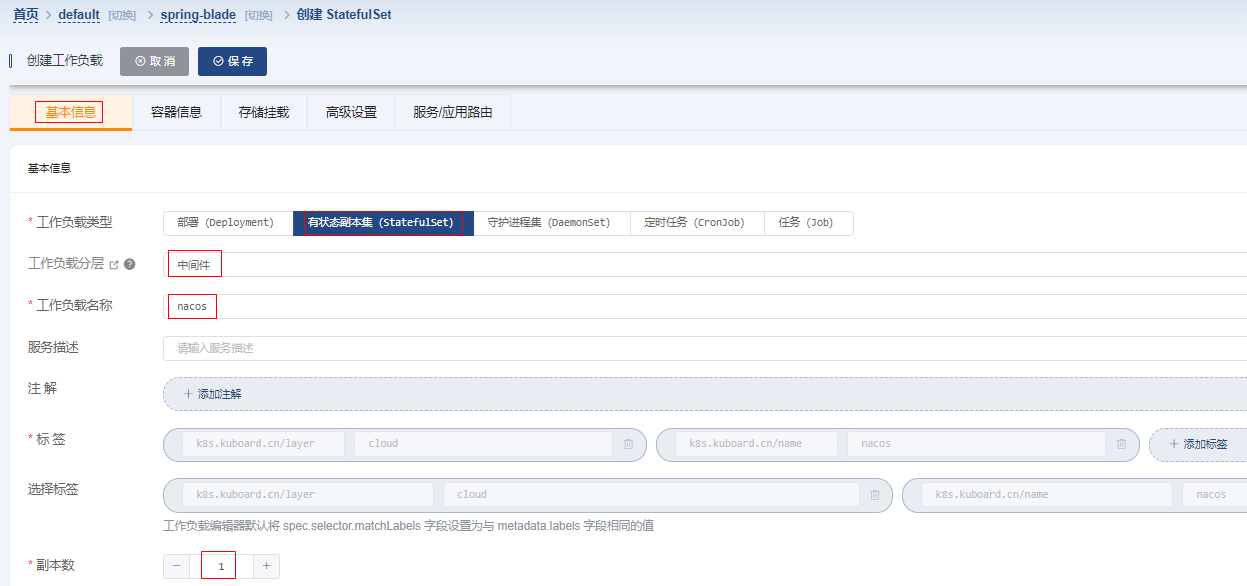 首页 > default [切换] > spring-blade [切换] > 创建 StatefulSet
创建工作负载 取消 保存
基本信息 容器信息 存储挂载 高级设置 服务/应用路由
基本信息
* 工作负载类型 部署 (Deployment) 有状态副本集 (StatefulSet) 守护进程集 (DaemonSet) 定时任务 (CronJob) 任务 (Job)
工作负载分层 中间件
* 工作负载名称 nacos
服务描述 请输入服务描述
注 解 + 添加注解
* 标 签 k8s.kuboard.cn/layer cloud k8s.kuboard.cn/name nacos + 添加标签
选择标签 k8s.kuboard.cn/layer cloud k8s.kuboard.cn/name nacos
工作负载编辑器默认将 spec.selector.matchLabels 字段设置为与 metadata.labels 字段相同的值
* 副本数 − 1 +